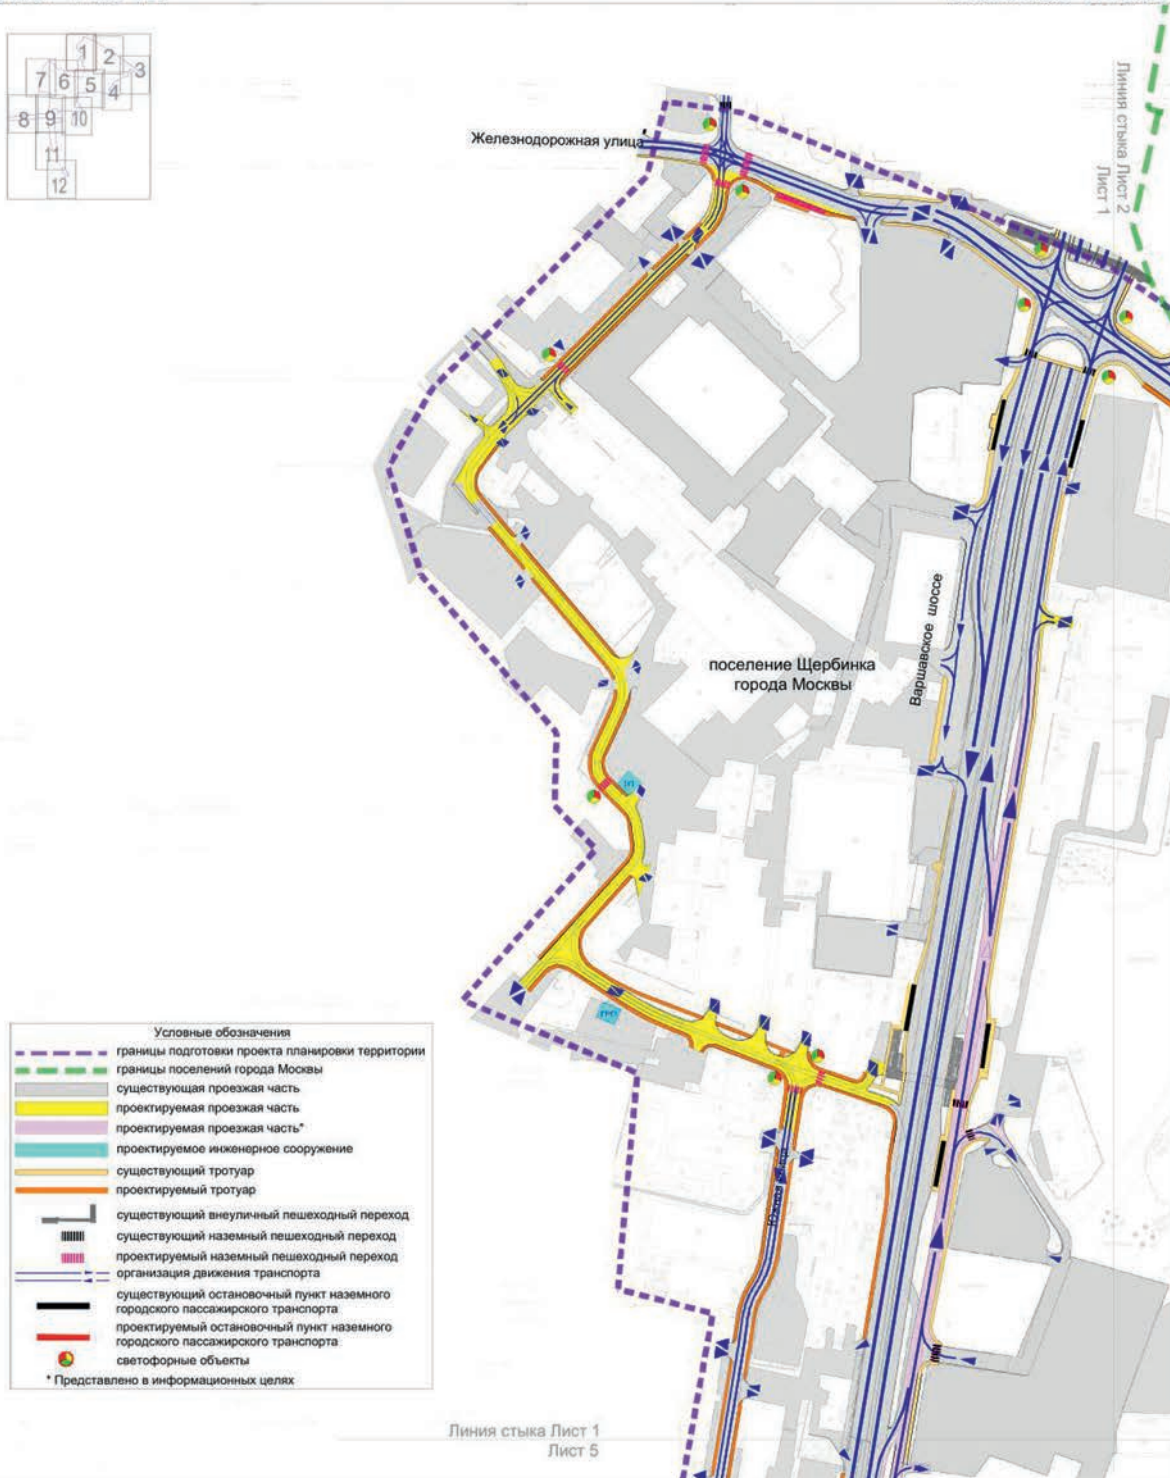 1
2
3
7
6
5
4
8
9
10
11
12
Железнодорожная улица
Линия стыка Лист 2
Лист 1
Варшавское шоссе
поселение Щербинка
города Москвы
Южная улица
Условные обозначения
границы подготовки проекта планировки территории
границы поселений города Москвы
существующая проезжая часть
проектируемая проезжая часть
проектируемая проезжая часть*
проектируемое инженерное сооружение
существующий тротуар
проектируемый тротуар
существующий внеуличный пешеходный переход
существующий наземный пешеходный переход
проектируемый наземный пешеходный переход
организация движения транспорта
существующий остановочный пункт наземного
городского пассажирского транспорта
проектируемый остановочный пункт наземного
городского пассажирского транспорта
светофорные объекты
* Представлено в информационных целях
Линия стыка Лист 1
Лист 5